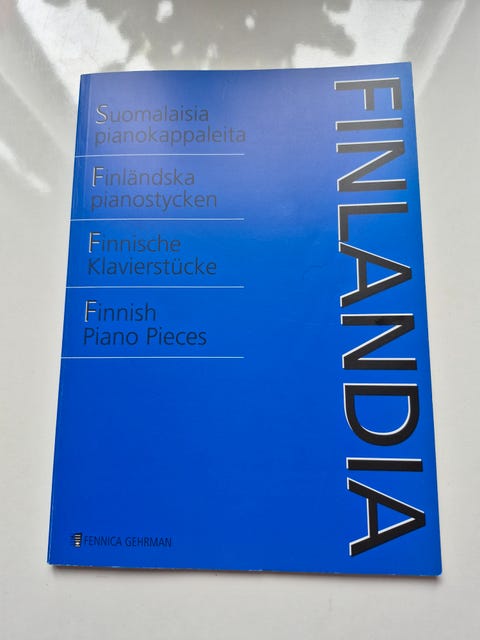 Suomalaisia
pianokappaleita
Finländska
pianostycken
Finnische
Klavierstücke
Finnish
Piano Pieces
FINLANDIA
FENNICA GEHRMAN